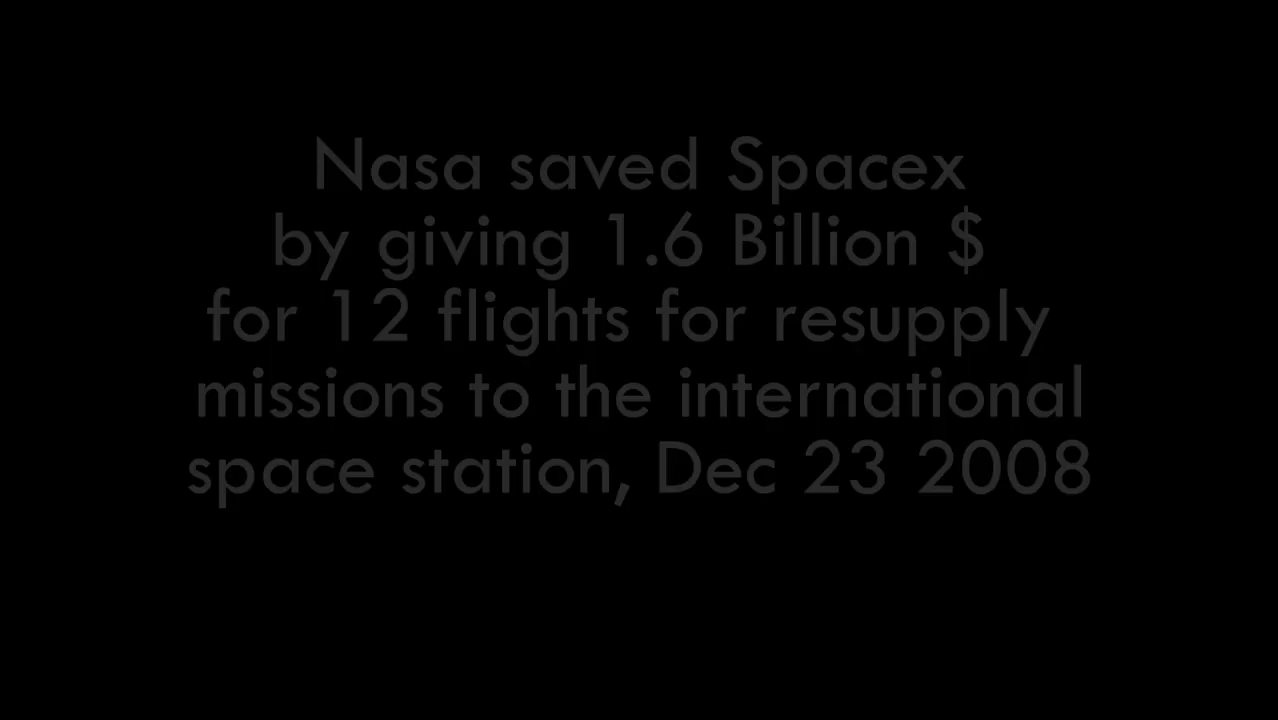 Nasa saved Spacex
by giving 1.6 Billion $
for 12 flights for resupply
missions to the international
space station, Dec 23 2008